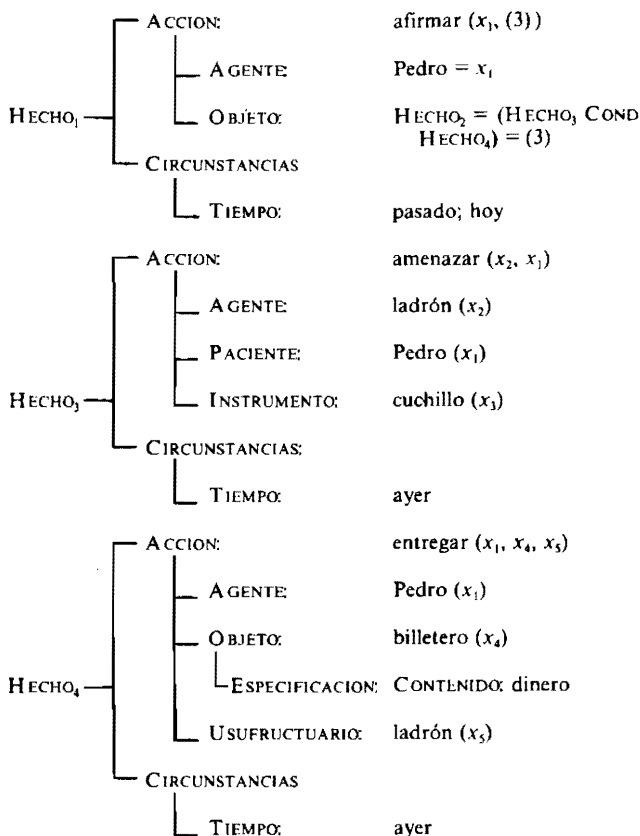 ACCION: afirmar (x₁, (3))
AGENTE: Pedro = x₁
HECHO₁ OBJETO: HECHO₂ = (HECHO₃ COND
HECHO₄) = (3)
CIRCUNSTANCIAS
TIEMPO: pasado; hoy
ACCION: amenazar (x₂, x₁)
AGENTE: ladrón (x₂)
PACIENTE: Pedro (x₁)
HECHO₃ INSTRUMENTO: cuchillo (x₃)
CIRCUNSTANCIAS:
TIEMPO: ayer
ACCION: entregar (x₁, x₄, x₅)
AGENTE: Pedro (x₁)
OBJETO: billetero (x₄)
HECHO₄ ESPECIFICACION: CONTENIDO: dinero
USUFRUCTUARIO: ladrón (x₅)
CIRCUNSTANCIAS
TIEMPO: ayer